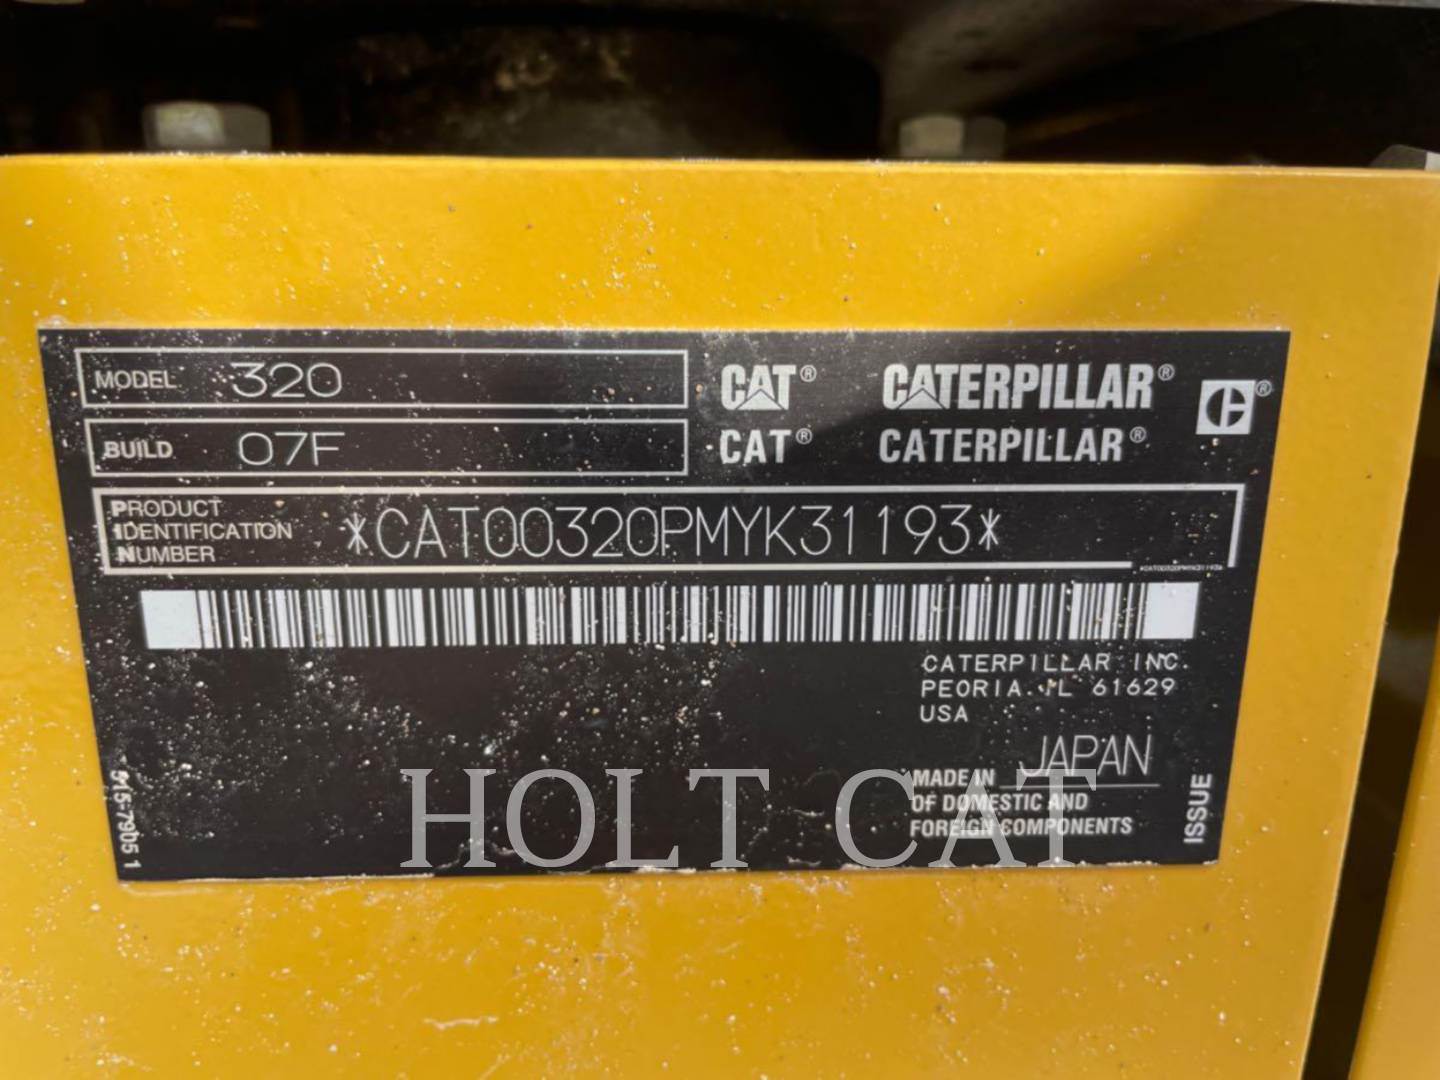 MODEL 320
BUILD 07F
CAT® CATERPILLAR®
CAT® CATERPILLAR®
PRODUCT
IDENTIFICATION
NUMBER
*CAT00320PMYK31193*
*CAT00320PMYK31193*
CATERPILLAR INC.
PEORIA IL 61629
USA
MADE IN JAPAN
OF DOMESTIC AND
FOREIGN COMPONENTS
ISSUE
HOLT CAT